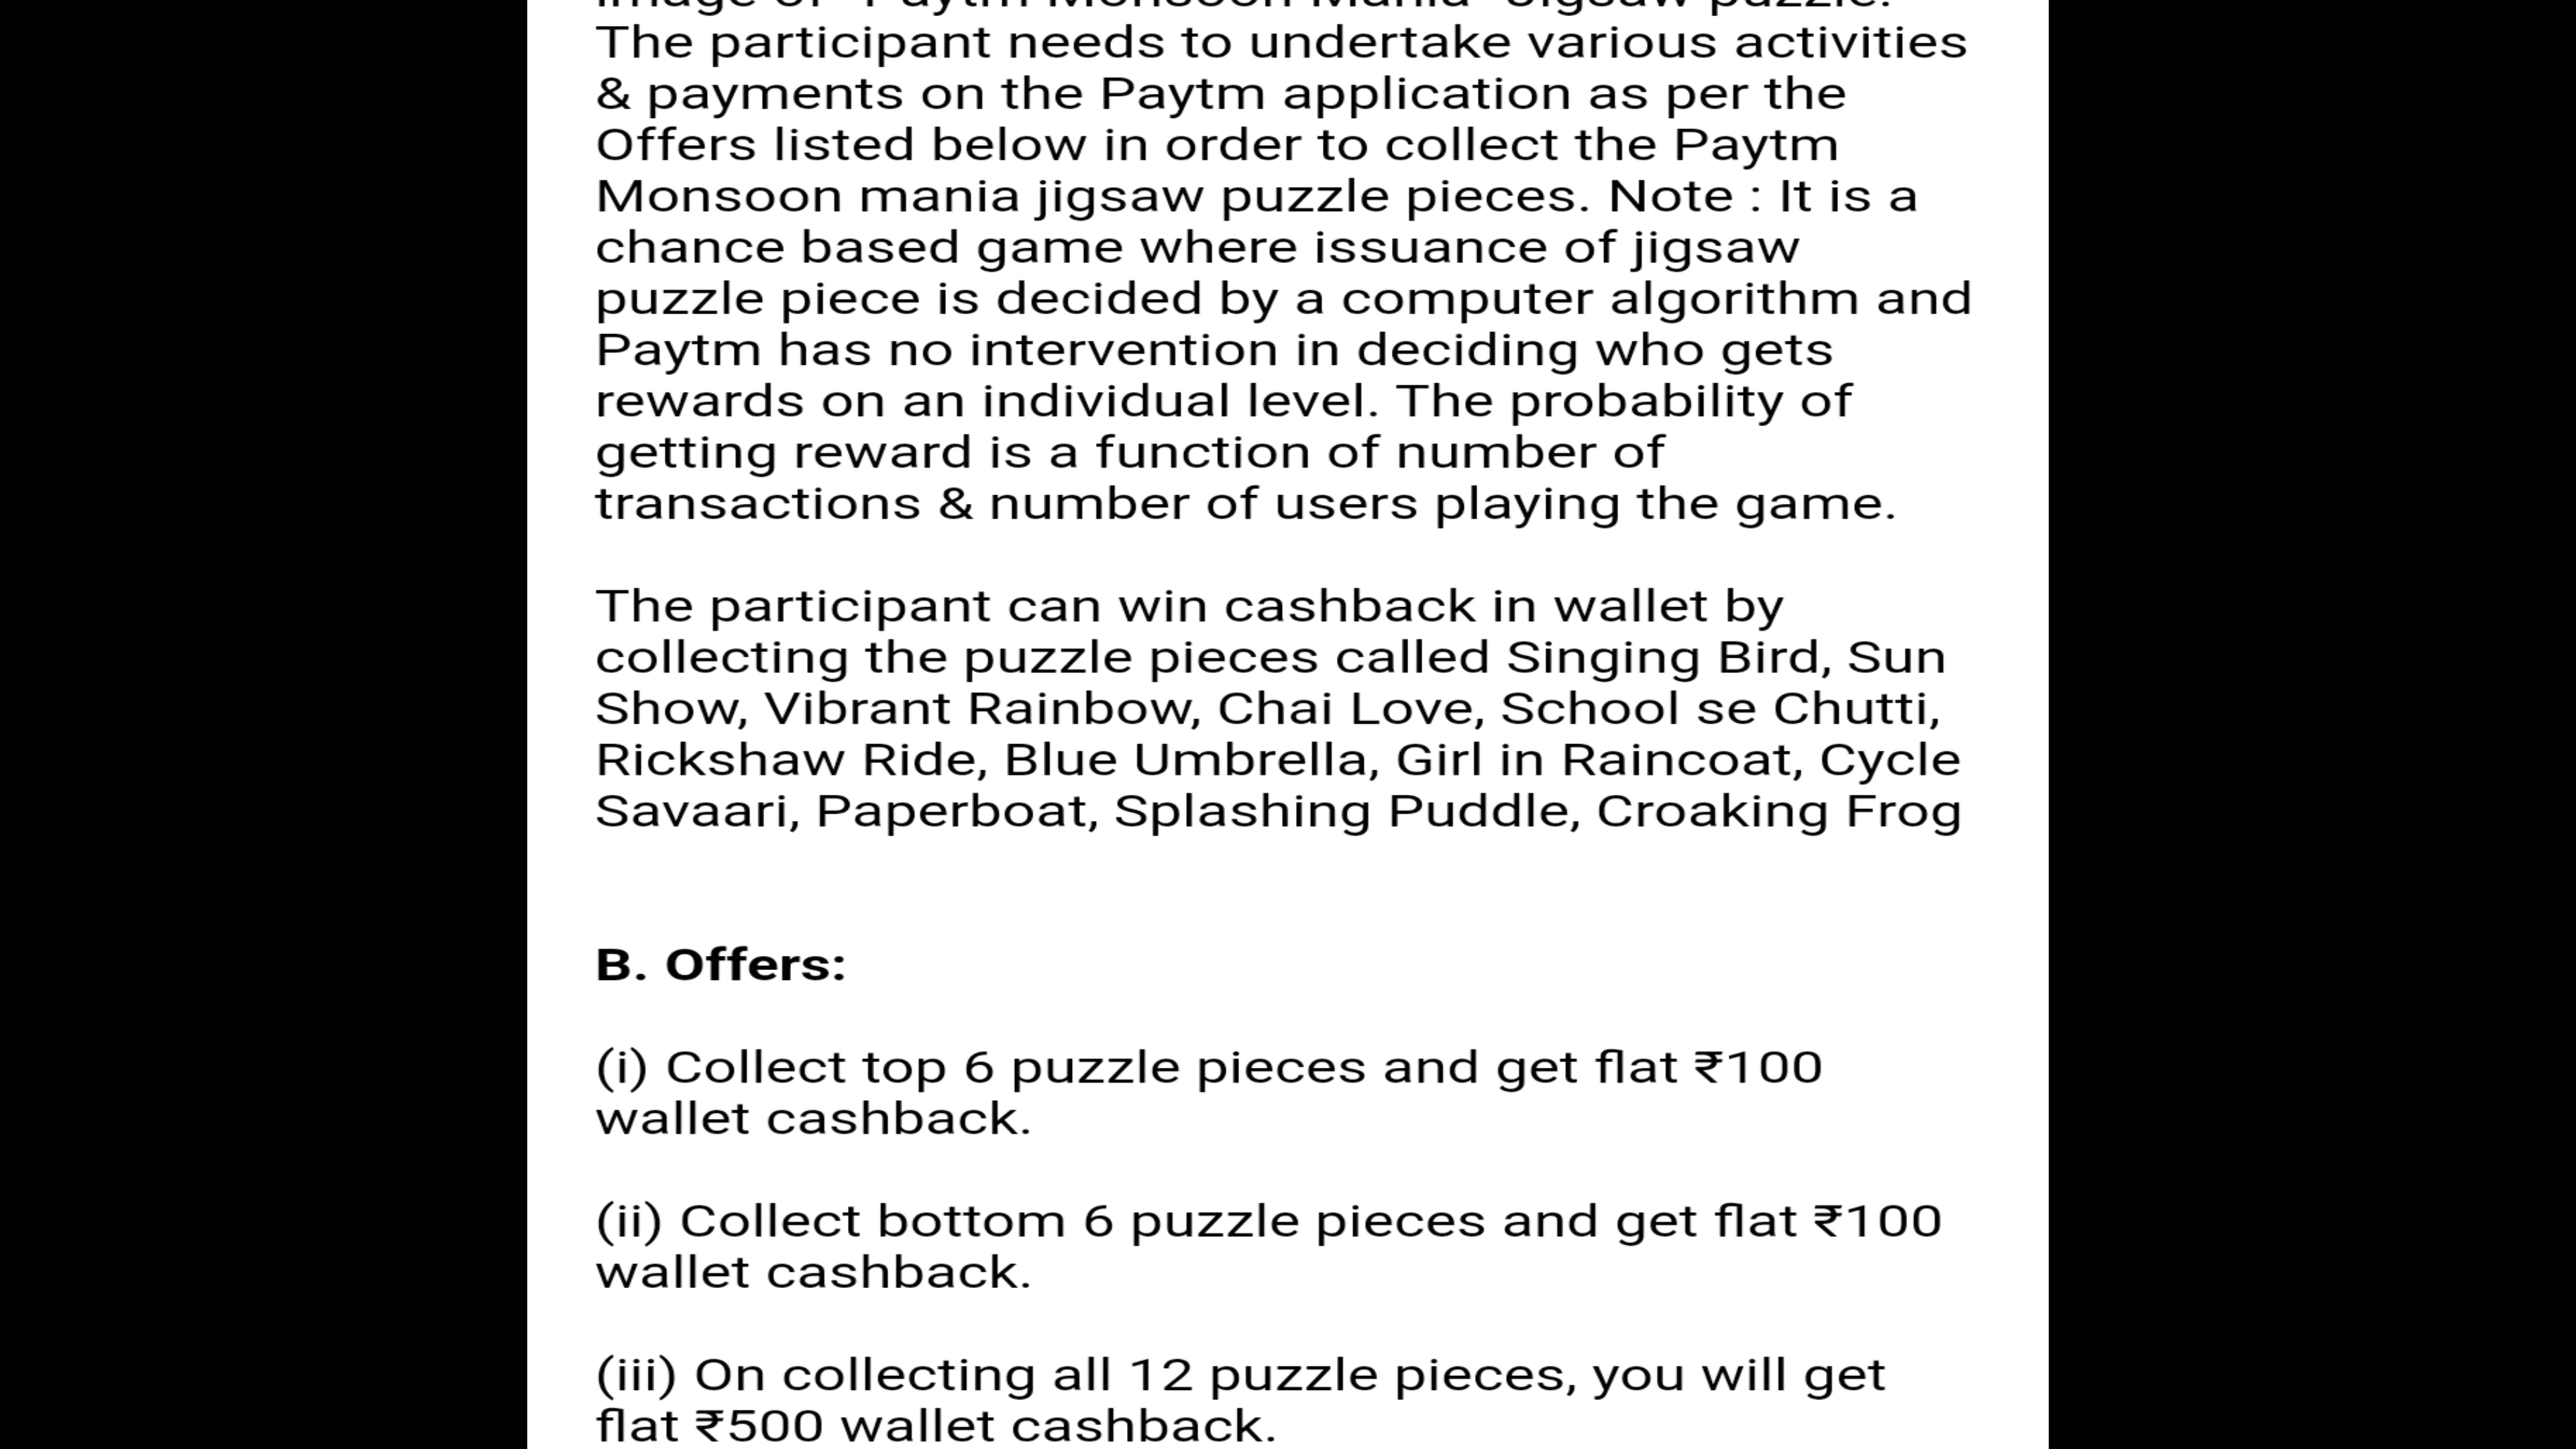 image of "Paytm Monsoon Mania" Jigsaw puzzle.
The participant needs to undertake various activities
& payments on the Paytm application as per the
Offers listed below in order to collect the Paytm
Monsoon mania jigsaw puzzle pieces. Note : It is a
chance based game where issuance of jigsaw
puzzle piece is decided by a computer algorithm and
Paytm has no intervention in deciding who gets
rewards on an individual level. The probability of
getting reward is a function of number of
transactions & number of users playing the game.
The participant can win cashback in wallet by
collecting the puzzle pieces called Singing Bird, Sun
Show, Vibrant Rainbow, Chai Love, School se Chutti,
Rickshaw Ride, Blue Umbrella, Girl in Raincoat, Cycle
Savaari, Paperboat, Splashing Puddle, Croaking Frog
B. Offers:
(i) Collect top 6 puzzle pieces and get flat ₹100
wallet cashback.
(ii) Collect bottom 6 puzzle pieces and get flat ₹100
wallet cashback.
(iii) On collecting all 12 puzzle pieces, you will get
flat ₹500 wallet cashback.